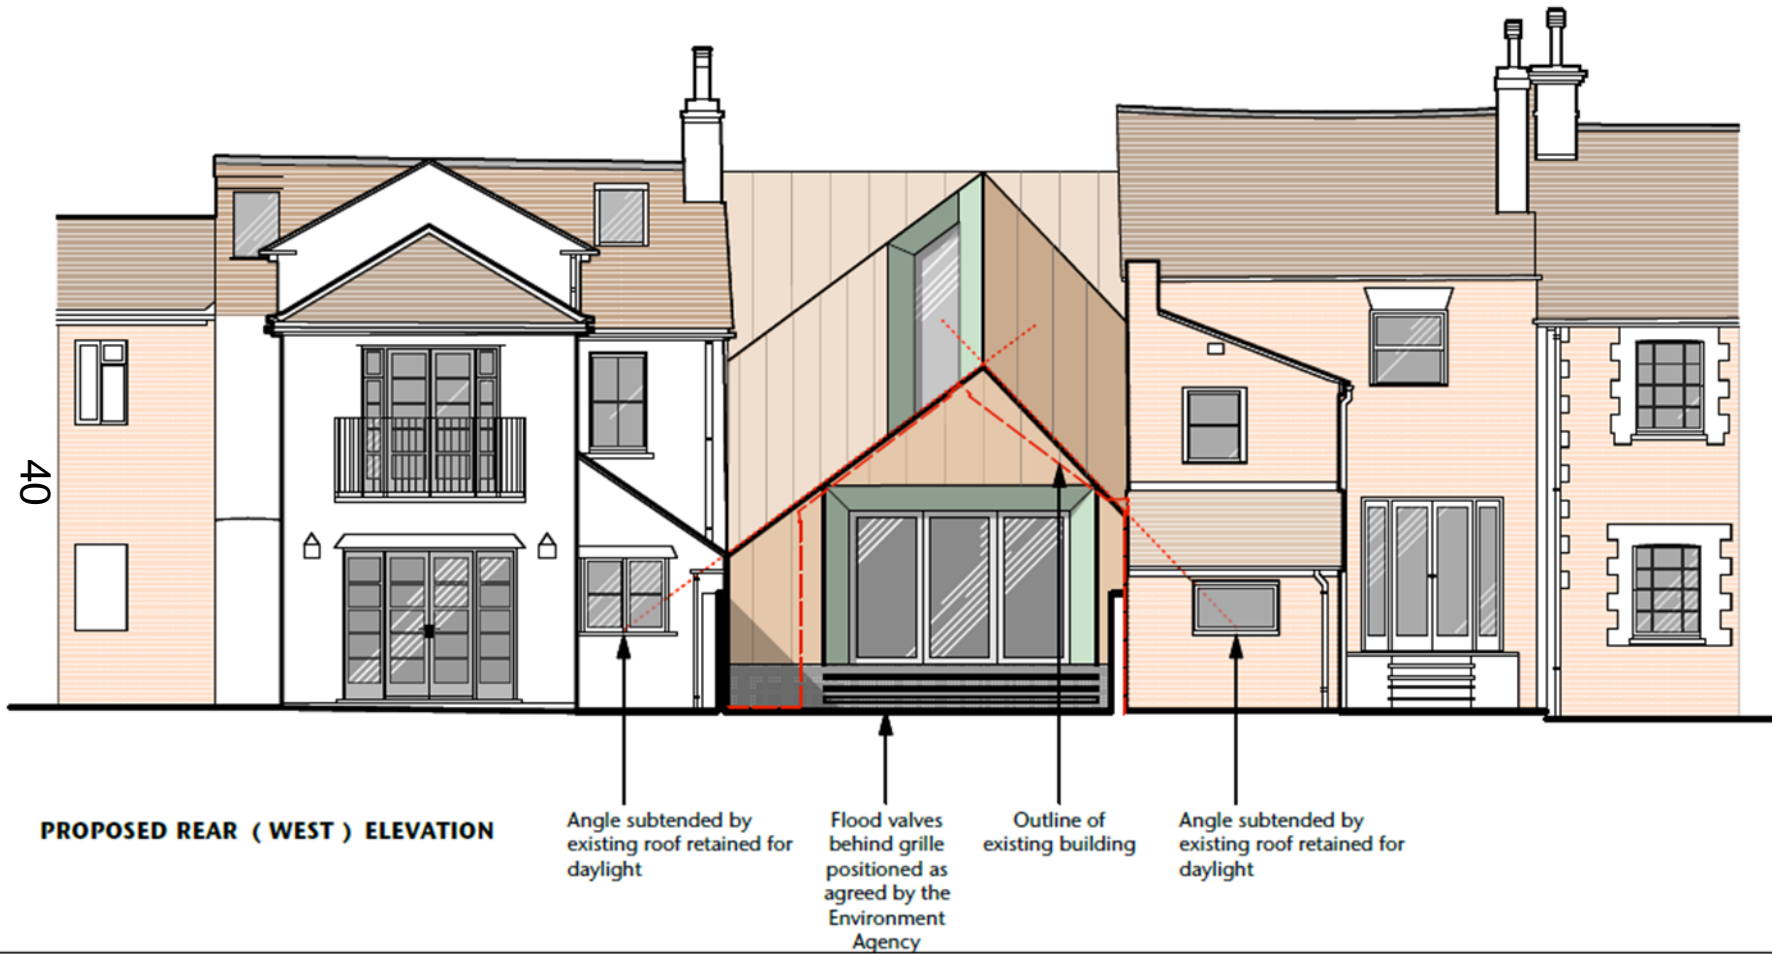 40
PROPOSED REAR ( WEST ) ELEVATION
Angle subtended by
existing roof retained for
daylight
Flood valves
behind grille
positioned as
agreed by the
Environment
Agency
Outline of
existing building
Angle subtended by
existing roof retained for
daylight